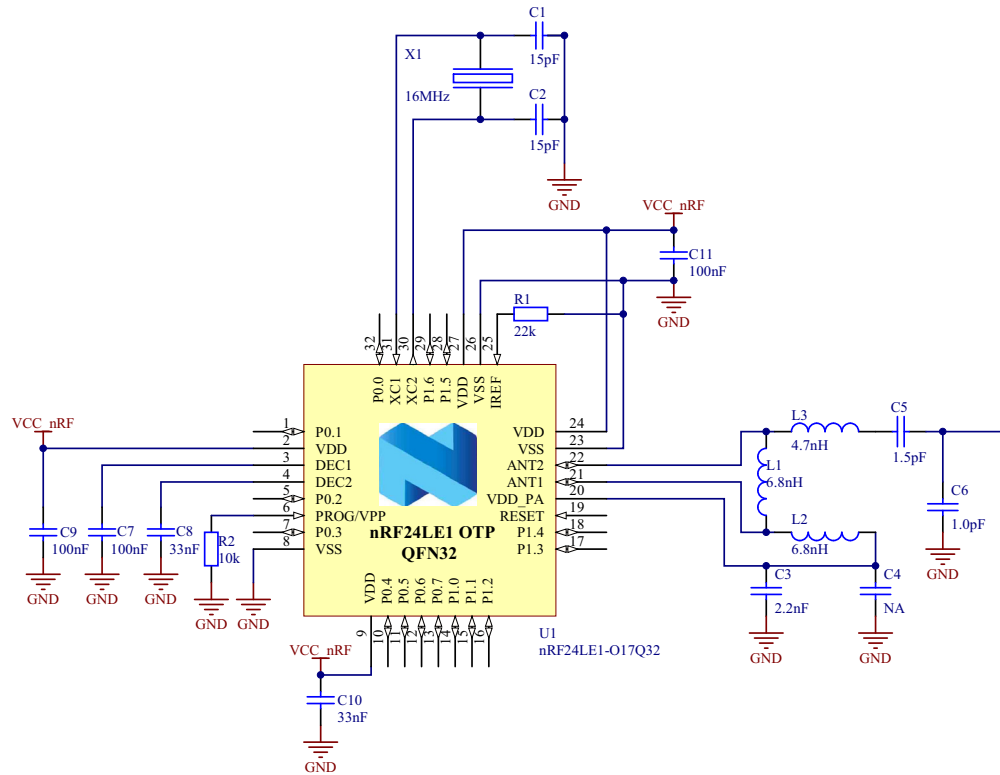 C1
X1
15pF
16MHz
C2
15pF
GND
VCC_nRF
C11
100nF
GND
R1
22k
32 31 30 29 28 27 26 25
P0.0 XC1 XC2 P1.6 P1.5 VDD VSS IREF
VCC_nRF
1 P0.1
2 VDD
3 DEC1
4 DEC2
5 P0.2
6 PROG/VPP
7 P0.3
8 VSS
VDD 24
VSS 23
ANT2 22
ANT1 21
VDD_PA 20
RESET 19
P1.4 18
P1.3 17
nRF24LE1 OTP
QFN32
VDD P0.4 P0.5 P0.6 P0.7 P1.0 P1.1 P1.2
9 10 11 12 13 14 15 16
U1
nRF24LE1-O17Q32
C9
100nF
GND
C7
100nF
GND
C8
33nF
GND
R2
10k
GND
GND
VCC_nRF
C10
33nF
GND
L3
4.7nH
C5
1.5pF
L1
6.8nH
L2
6.8nH
C6
1.0pF
GND
C3
2.2nF
GND
C4
NA
GND